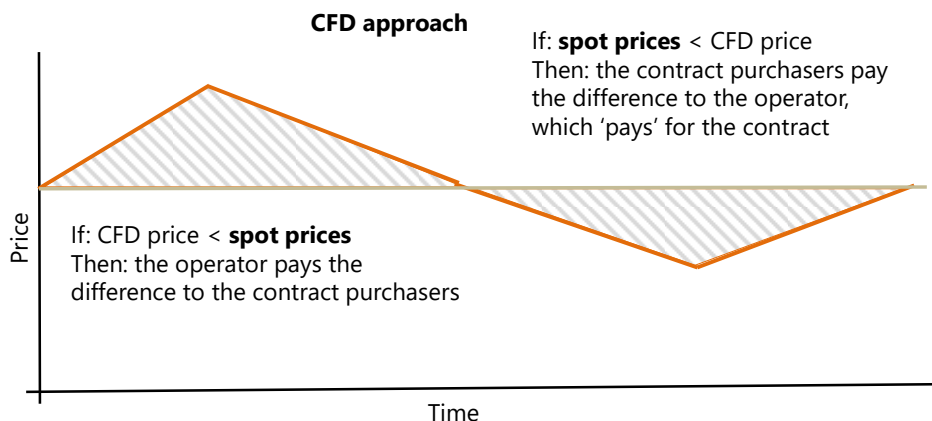 CFD approach
If: spot prices < CFD price
Then: the contract purchasers pay
the difference to the operator,
which ‘pays’ for the contract
Price
If: CFD price < spot prices
Then: the operator pays the
difference to the contract purchasers
Time